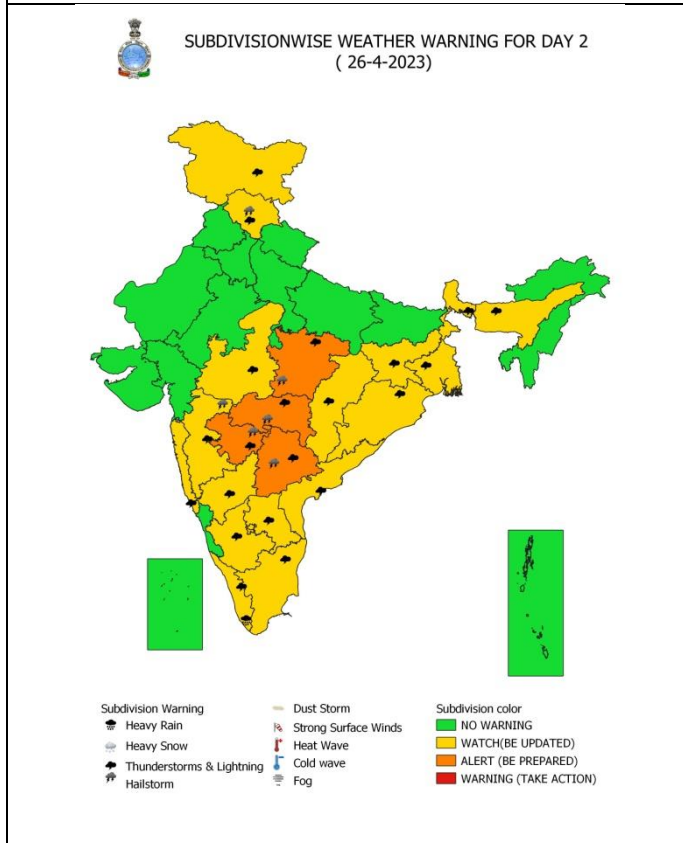 SUBDIVISIONWISE WEATHER WARNING FOR DAY 2
( 26-4-2023)
Subdivision Warning
Heavy Rain
Heavy Snow
Thunderstorms & Lightning
Hailstorm
Dust Storm
Strong Surface Winds
Heat Wave
Cold wave
Fog
Subdivision color
NO WARNING
WATCH(BE UPDATED)
ALERT (BE PREPARED)
WARNING (TAKE ACTION)